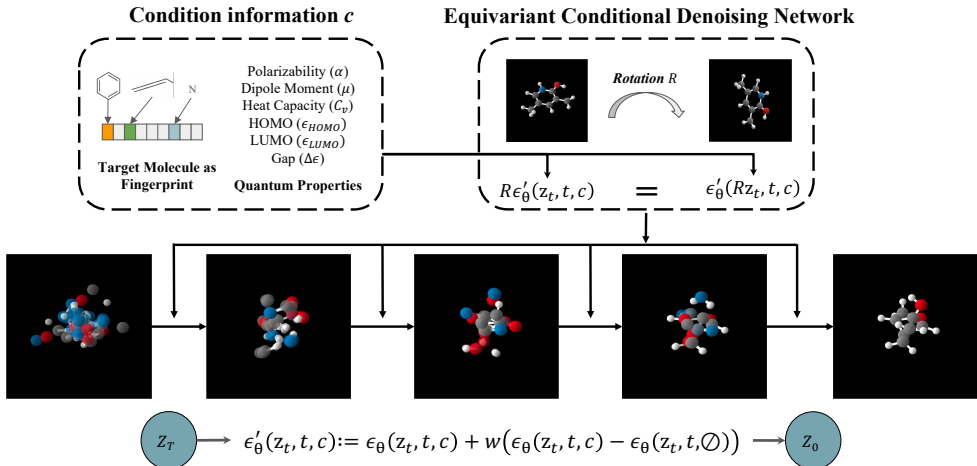 Condition information c
Equivariant Conditional Denoising Network
N
Target Molecule as
Fingerprint
Polarizability (α)
Dipole Moment (μ)
Heat Capacity (C_v)
HOMO (ϵ_HOMO)
LUMO (ϵ_LUMO)
Gap (Δϵ)
Quantum Properties
Rotation R
Rϵ′_θ(z_t, t, c) = ϵ′_θ(Rz_t, t, c)
Z_T
ϵ′_θ(z_t, t, c) := ϵ_θ(z_t, t, c) + w(ϵ_θ(z_t, t, c) − ϵ_θ(z_t, t, ∅))
Z_0